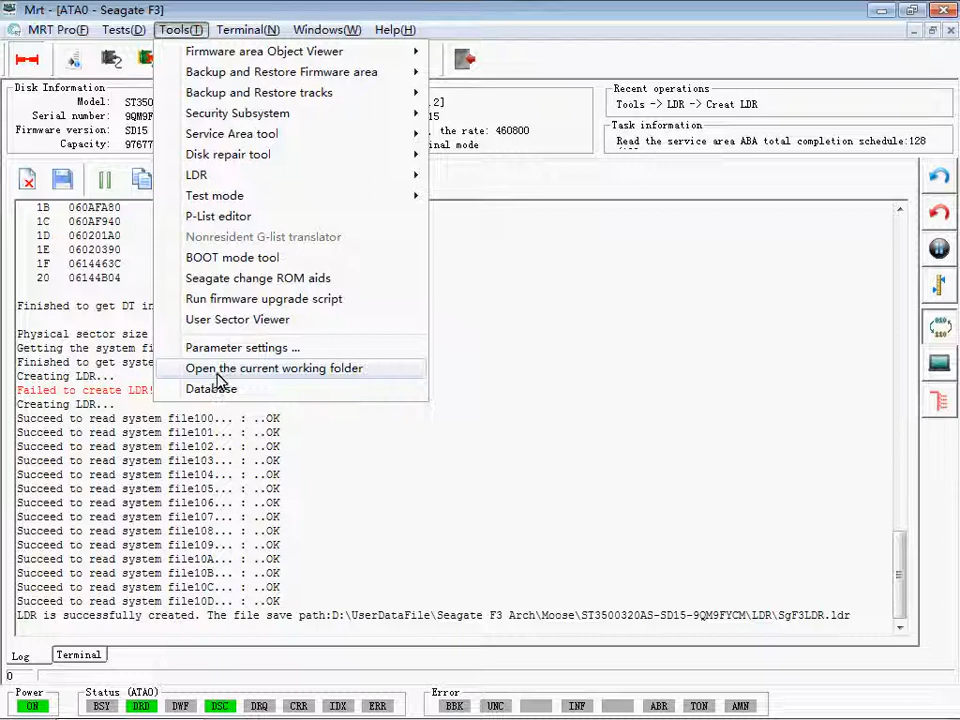 Mrt - [ATA0 - Seagate F3]
MRT Pro(F) Tests(D) Tools(T) Terminal(N) Windows(W) Help(H)
Disk Information
Model: ST350
Serial number: 9QM9F
Firmware version: SD15
Capacity: 97677
.2]
15
, the rate: 460800
nal mode
Recent operations
Tools -> LDR -> Creat LDR
Task information
Read the service area ABA total completion schedule:128
Firmware area Object Viewer
Backup and Restore Firmware area
Backup and Restore tracks
Security Subsystem
Service Area tool
Disk repair tool
LDR
Test mode
P-List editor
Nonresident G-list translator
BOOT mode tool
Seagate change ROM aids
Run firmware upgrade script
User Sector Viewer
Parameter settings ...
Open the current working folder
Database
1B 060AFA80
1C 060AF940
1D 060201A0
1E 06020390
1F 0614463C
20 06144B04
Finished to get DT in
Physical sector size
Getting the system fi
Finished to get syste
Creating LDR...
Failed to create LDR!
Creating LDR...
Succeed to read system file100... : ..OK
Succeed to read system file101... : ..OK
Succeed to read system file102... : ..OK
Succeed to read system file103... : ..OK
Succeed to read system file104... : ..OK
Succeed to read system file105... : ..OK
Succeed to read system file106... : ..OK
Succeed to read system file107... : ..OK
Succeed to read system file108... : ..OK
Succeed to read system file109... : ..OK
Succeed to read system file10A... : ..OK
Succeed to read system file10B... : ..OK
Succeed to read system file10C... : ..OK
Succeed to read system file10D... : ..OK
LDR is successfully created. The file save path:D:\UserDataFile\Seagate F3 Arch\Moose\ST3500320AS-SD15-9QM9FYCM\LDR\SgF3LDR.ldr
Log Terminal
0
Power
ON
Status (ATA0)
BSY DRD DWF DSC DRQ CRR IDX ERR
Error
BBK UNC INF ABR TON AMN